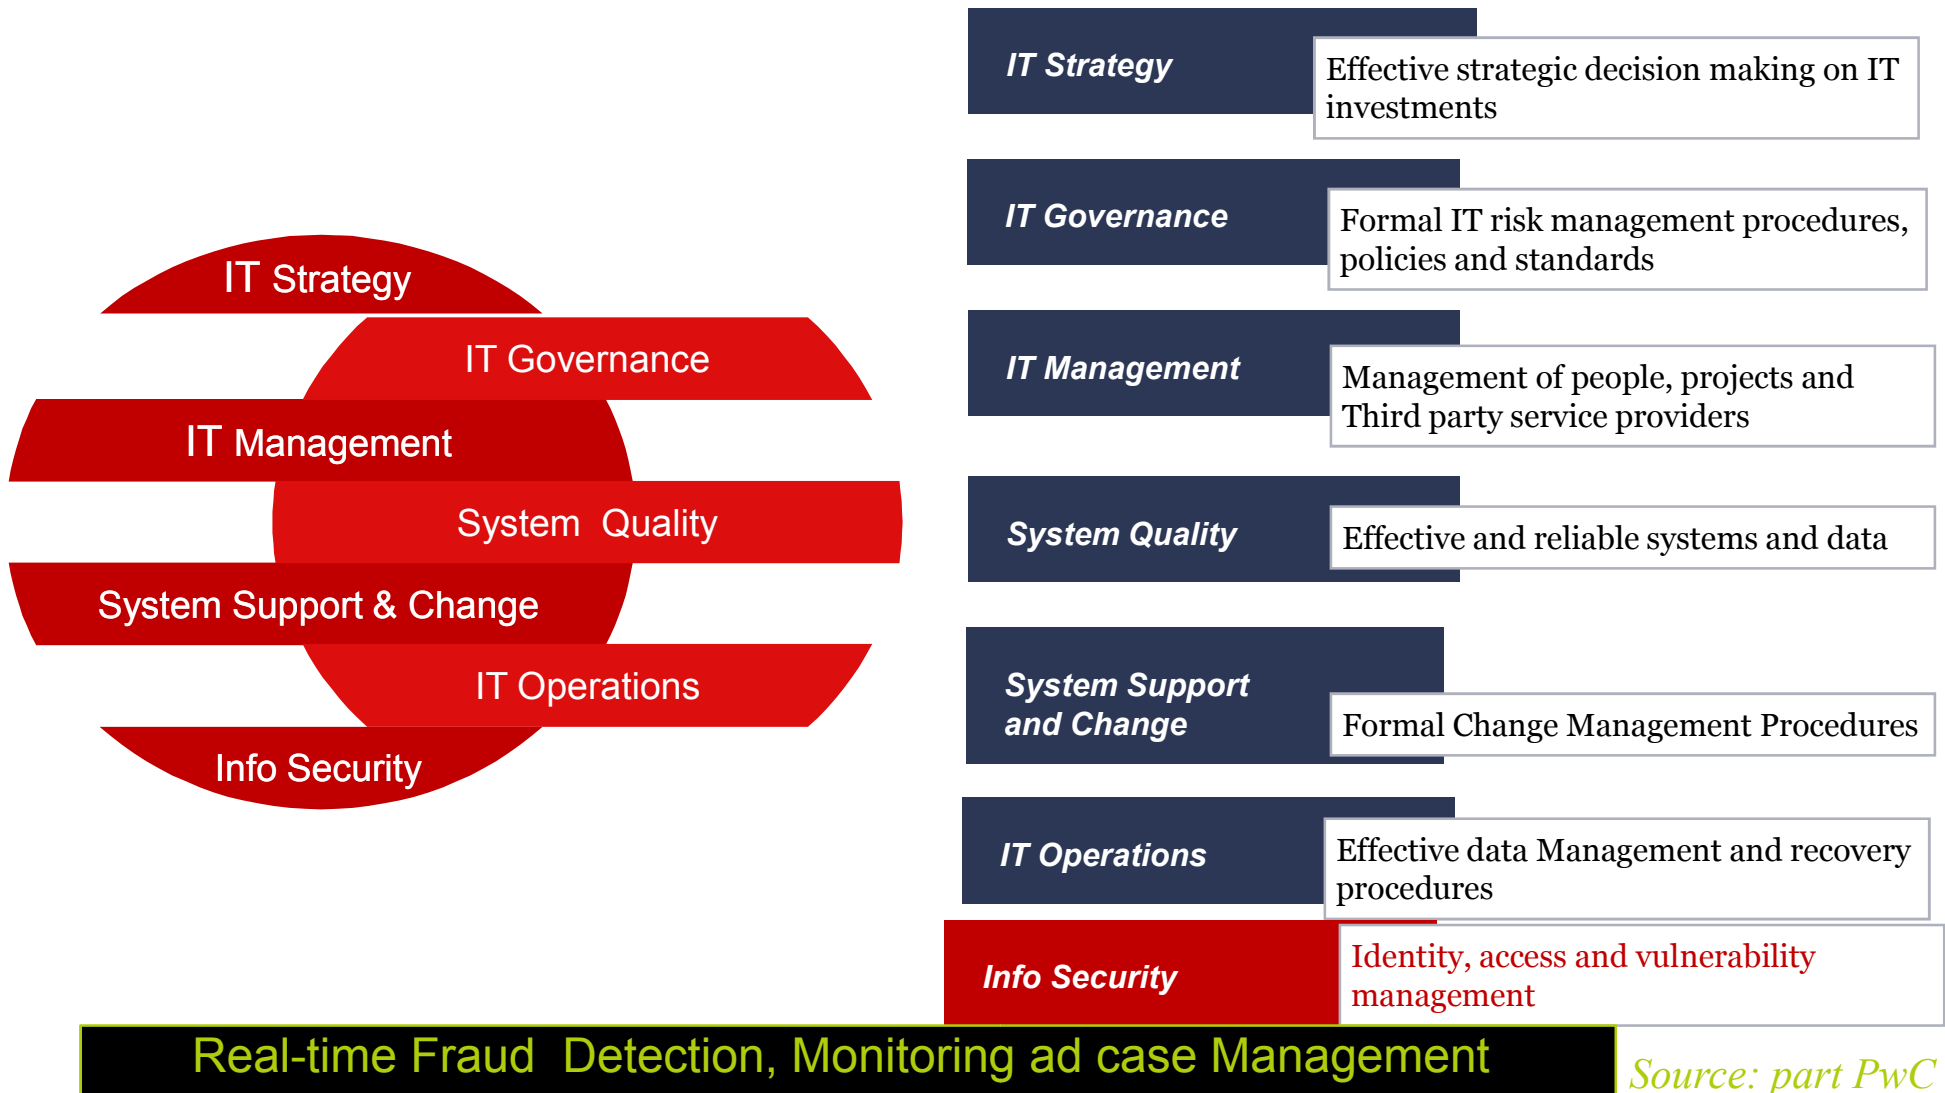 IT Strategy
IT Governance
IT Management
System Quality
System Support & Change
IT Operations
Info Security
IT Strategy
Effective strategic decision making on IT
investments
IT Governance
Formal IT risk management procedures,
policies and standards
IT Management
Management of people, projects and
Third party service providers
System Quality
Effective and reliable systems and data
System Support
and Change
Formal Change Management Procedures
IT Operations
Effective data Management and recovery
procedures
Info Security
Identity, access and vulnerability
management
Real-time Fraud Detection, Monitoring ad case Management
Source: part PwC